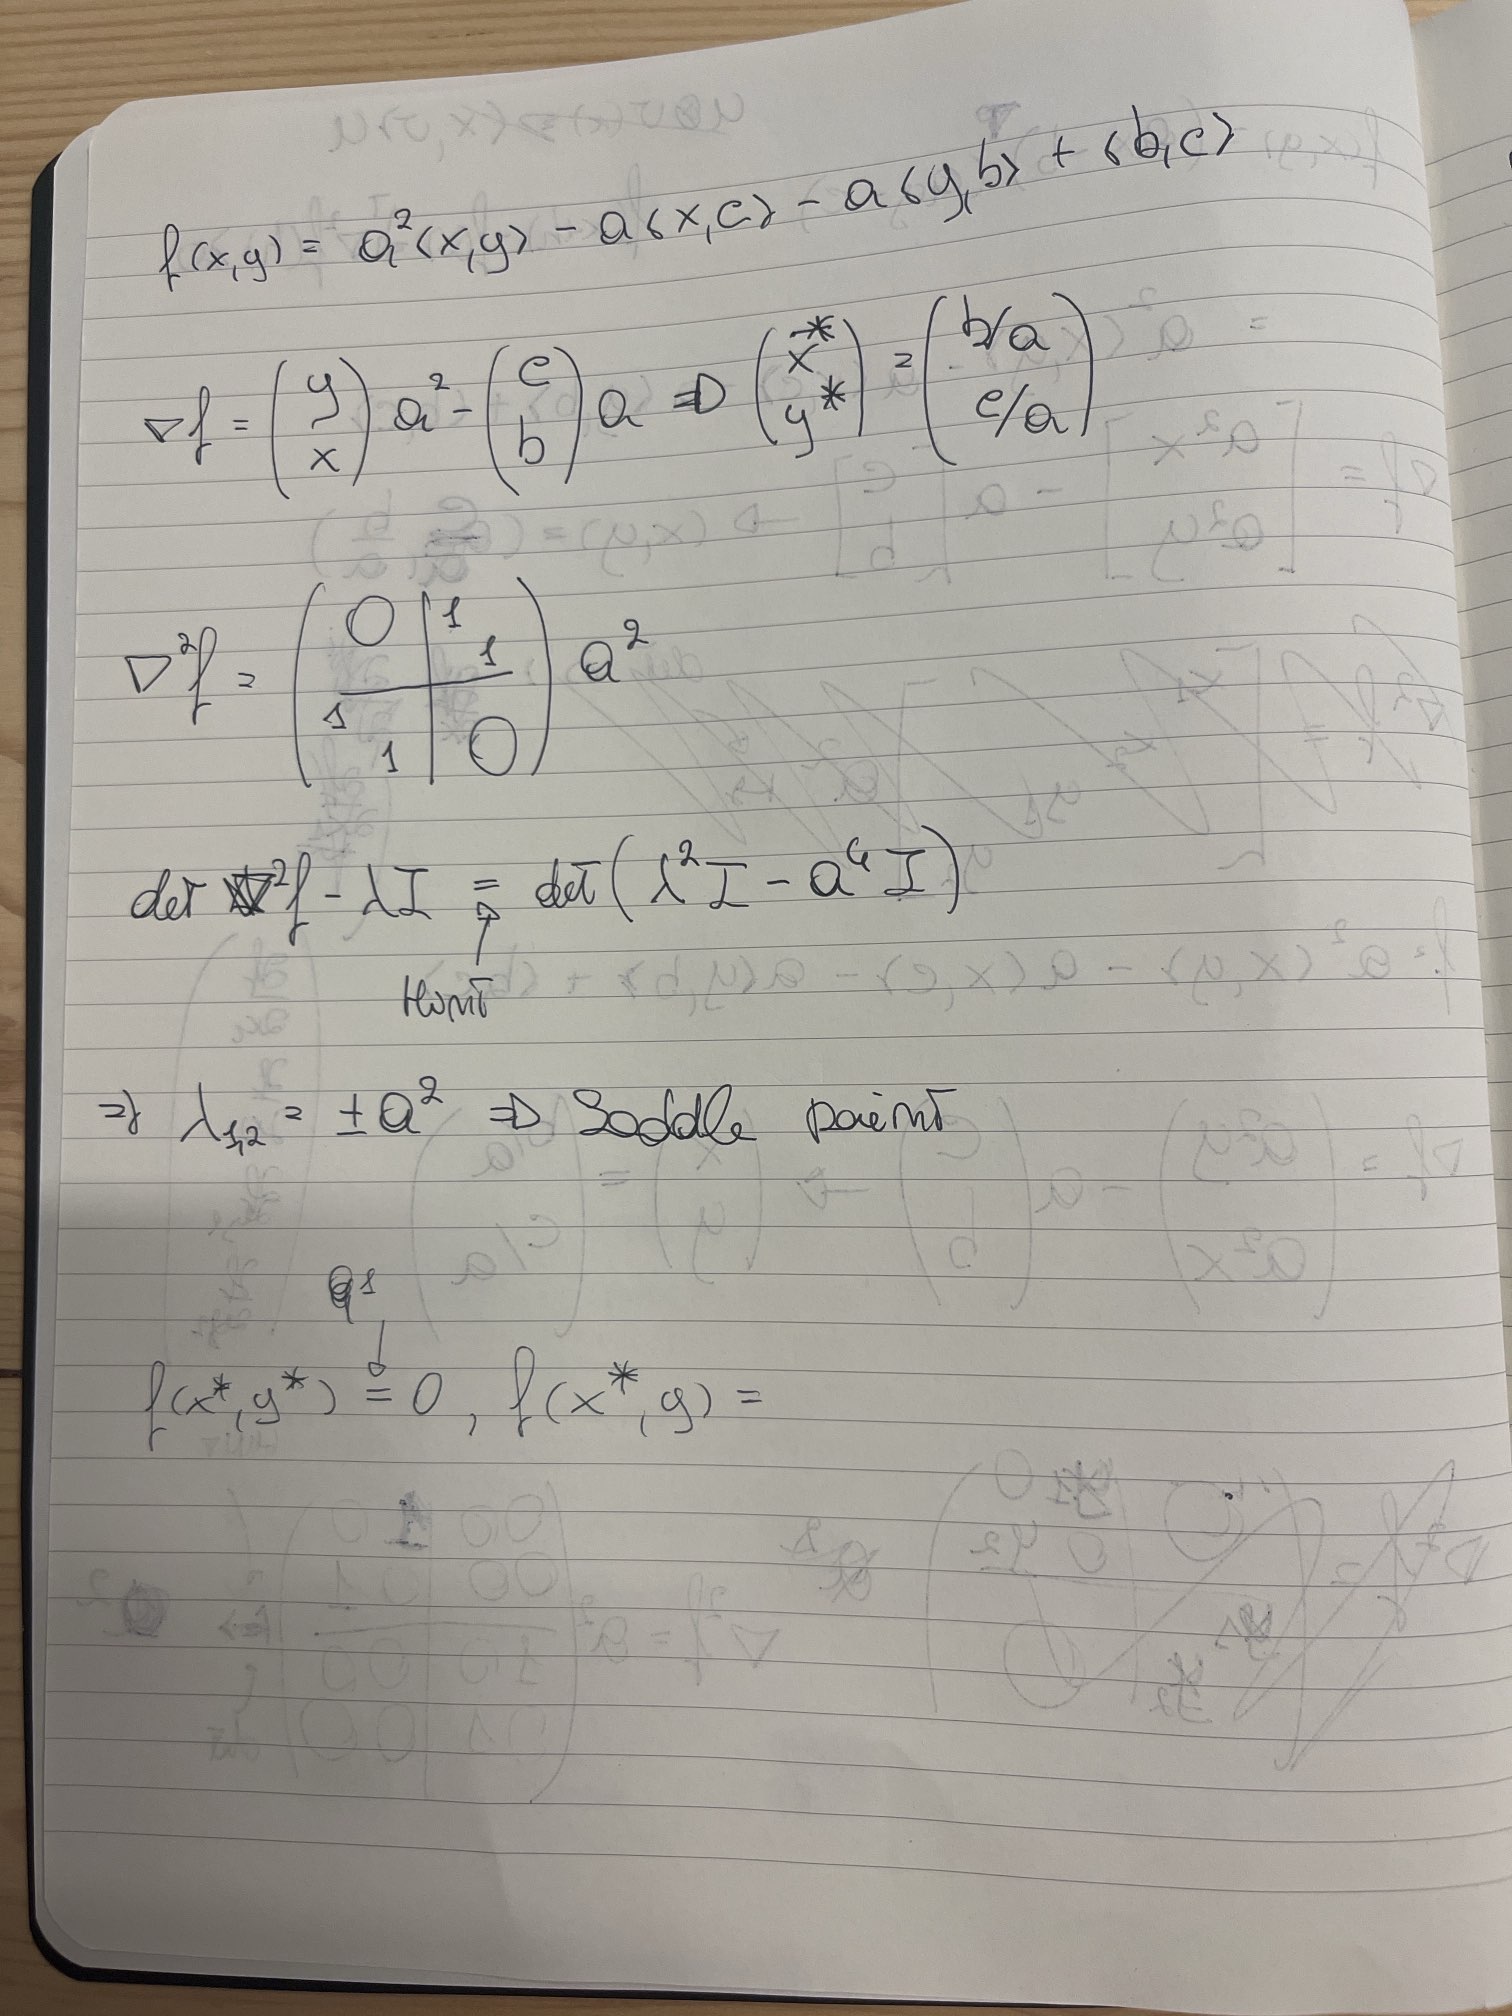 f(x,y) = a²⟨x,y⟩ - a⟨x,c⟩ - a⟨y,b⟩ + ⟨b,c⟩
∇f = (y x) a² - (c b) a ⇒ (x* y*) = (b/a c/a)
∇²f = (0 | 1 1 / 1 1 | 0) a²
det ∇²f - λI = det(λ²I - a⁴I)
Hint
⇒ λ₁,₂ = ±a² ⇒ Saddle point
Q1
f(x*,y*) = 0, f(x*,y) =